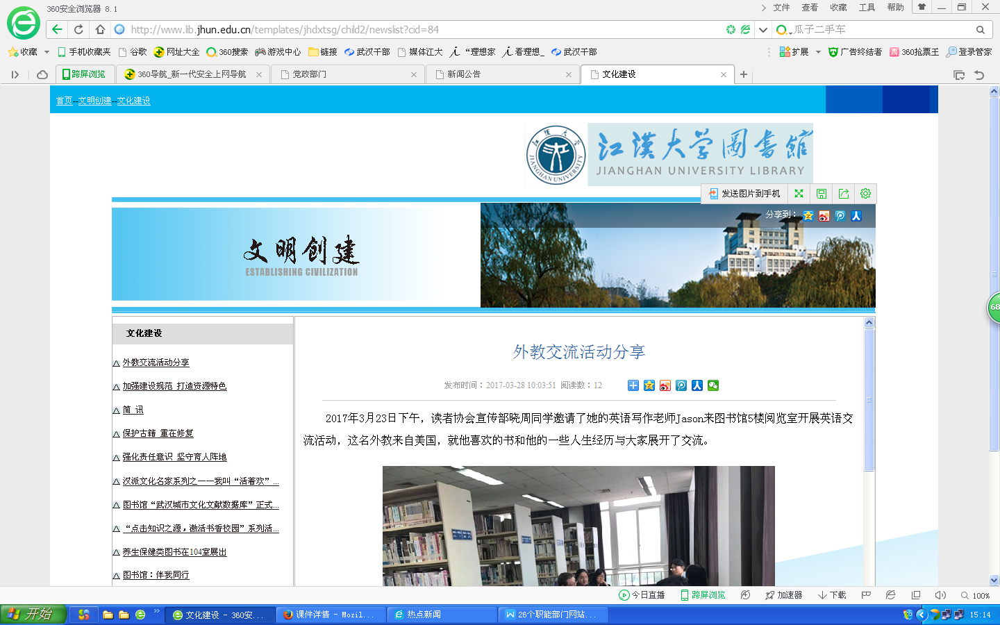 360安全浏览器 8.1
文件 查看 收藏 工具 帮助
http://www.lib.jhun.edu.cn/templates/jhdxtsg/child2/newslist?cid=84
瓜子二手车
收藏 手机收藏夹 谷歌 网址大全 360搜索 游戏中心 链接 武汉干部 媒体江大 “理想家 看理想_ 武汉干部
扩展 广告终结者 360抢票王 登录管家
跨屏浏览 360导航_新一代安全上网导航 党政部门 新闻公告 文化建设
首页--文明创建--文化建设
江漢大学圖書館
JIANGHAN UNIVERSITY LIBRARY
江汉大学
JIANGHAN UNIVERSITY
发送图片到手机
分享到：
文明创建
ESTABLISHING CIVILIZATION
68
文化建设
外教交流活动分享
加强建设规范 打造资源特色
简 讯
保护古籍 重在修复
强化责任意识 坚守育人阵地
汉派文化名家系列之一——我叫“活着欢”...
图书馆“武汉城市文化文献数据库”正式...
“点击知识之源，激活书香校园”系列活...
养生保健类图书在104室展出
图书馆：伴我同行
外教交流活动分享
发布时间：2017-03-28 10:03:51 阅读数：12
2017年3月23日下午，读者协会宣传部晓周同学邀请了她的英语写作老师Jason来图书馆5楼阅览室开展英语交
流活动，这名外教来自美国，就他喜欢的书和他的一些人生经历与大家展开了交流。
今日直播 跨屏浏览 加速器 下载 100%
开始 文化建设 - 360安... 课件详情 - Mozil... 热点新闻 26个职能部门网站... 15:14